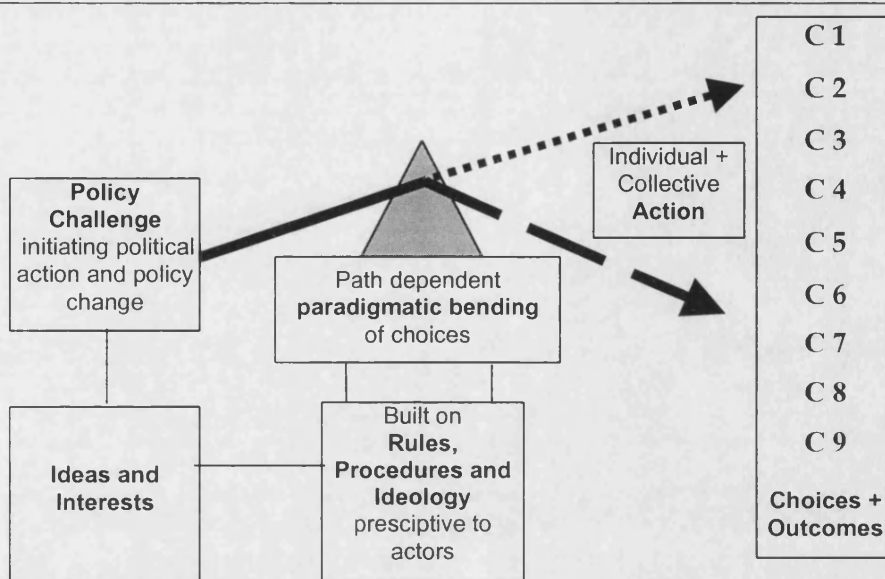 Policy
Challenge
initiating political
action and policy
change
Ideas and
Interests
Path dependent
paradigmatic bending
of choices
Built on
Rules,
Procedures and
Ideology
presciptive to
actors
Individual +
Collective
Action
C 1
C 2
C 3
C 4
C 5
C 6
C 7
C 8
C 9
Choices +
Outcomes